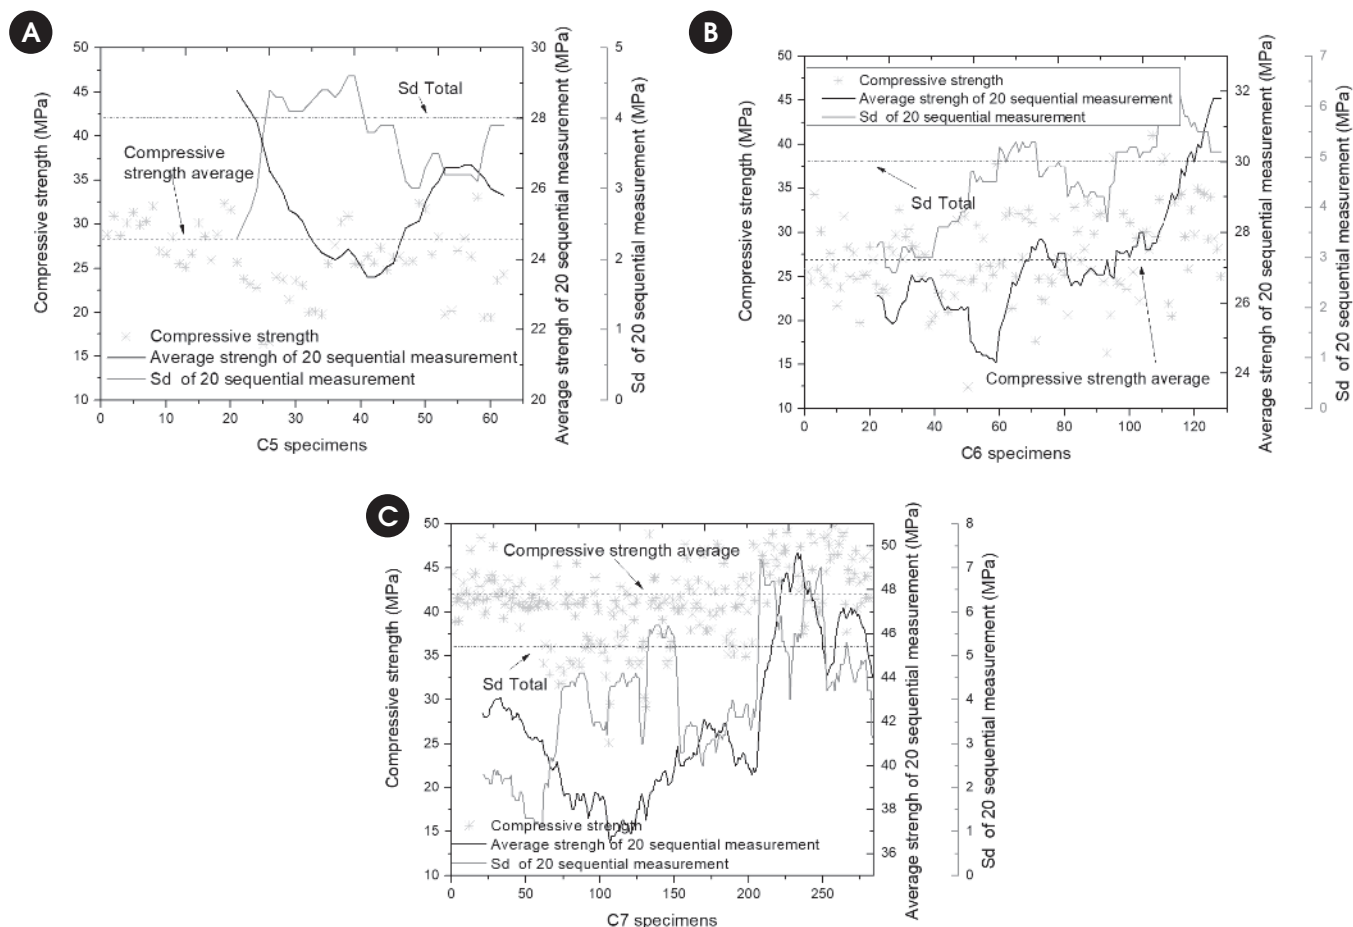 A
Compressive strength (MPa)
50
45
40
35
30
25
20
15
10
Sd Total
Compressive
strength average
Compressive strength
Average strengh of 20 sequential measurement
Sd of 20 sequential measurement
0 10 20 30 40 50 60
C5 specimens
30
28
26
24
22
20
Average strengh of 20 sequential measurement (MPa)
5
4
3
2
1
0
Sd of 20 sequential measurement (MPa)
B
Compressive strength (MPa)
50
45
40
35
30
25
20
15
10
Compressive strength
Average strengh of 20 sequential measurement
Sd of 20 sequential measurement
Sd Total
Compressive strength average
0 20 40 60 80 100 120
C6 specimens
32
30
28
26
24
Average strengh of 20 sequential measurement (MPa)
7
6
5
4
3
2
1
0
Sd of 20 sequential measurement (MPa)
C
Compressive strength (MPa)
50
45
40
35
30
25
20
15
10
Compressive strength average
Sd Total
Compressive strength
Average strengh of 20 sequential measurement
Sd of 20 sequential measurement
0 50 100 150 200 250
C7 specimens
50
48
46
44
42
40
38
36
Average strengh of 20 sequential measurement (MPa)
8
7
6
5
4
3
2
1
0
Sd of 20 sequential measurement (MPa)